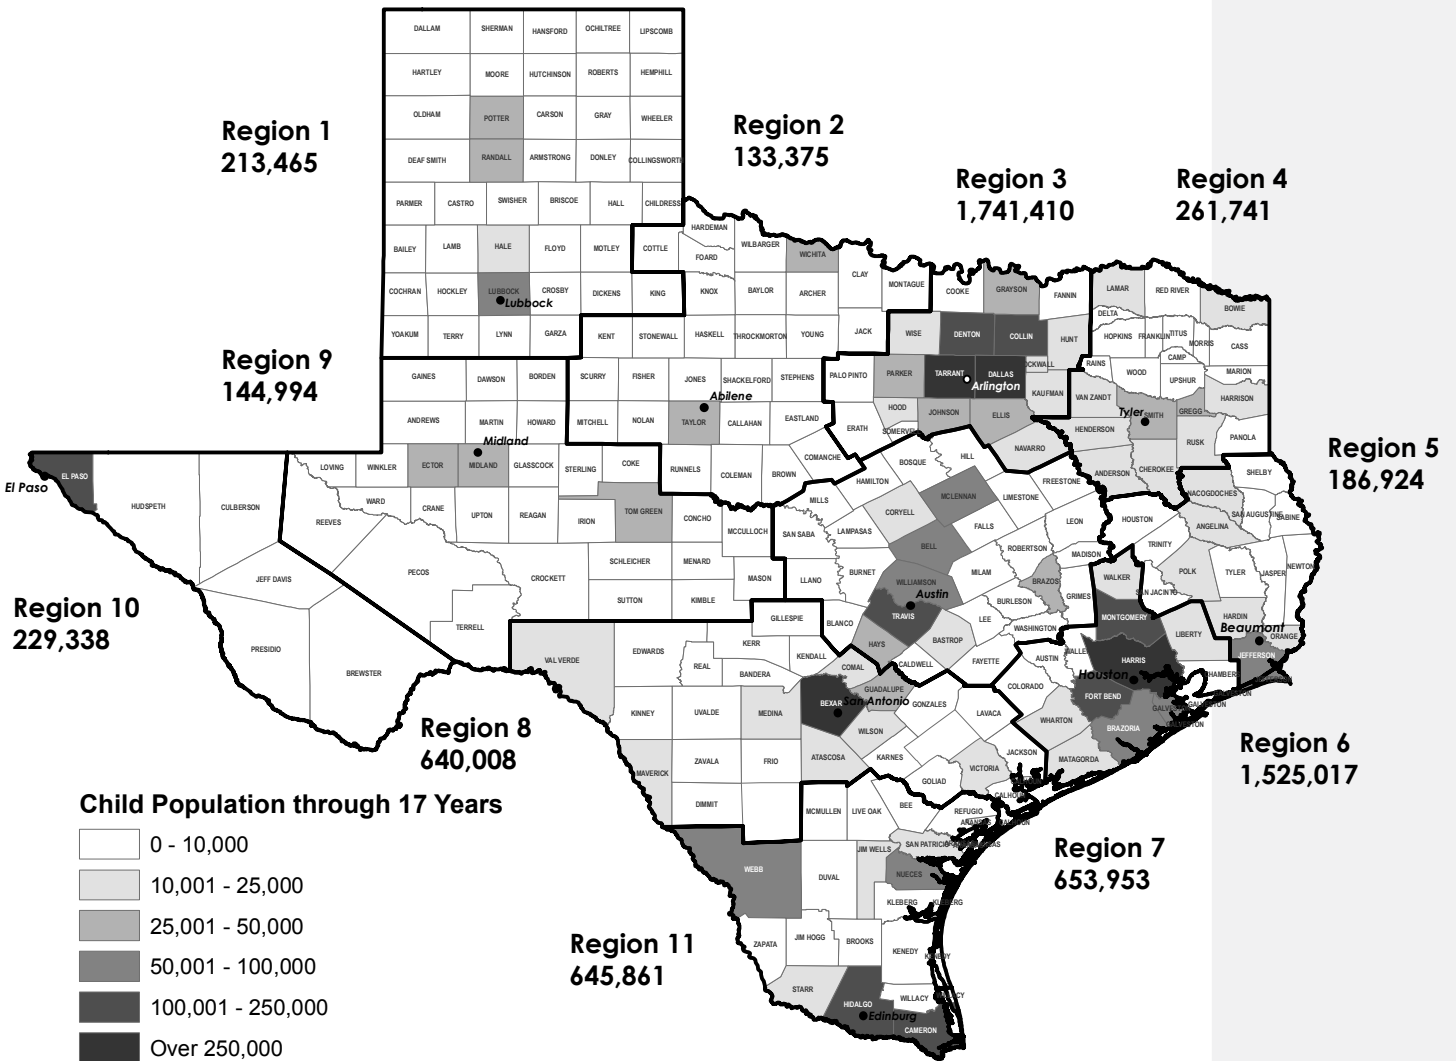 DALLAM SHERMAN HANSFORD OCHILTREE LIPSCOMB
HARTLEY MOORE HUTCHINSON ROBERTS HEMPHILL
OLDHAM POTTER CARSON GRAY WHEELER
Region 1
213,465
Region 2
133,375
DEAF SMITH RANDALL ARMSTRONG DONLEY COLLINGSWORTH
Region 3
1,741,410
Region 4
261,741
PARMER CASTRO SWISHER BRISCOE HALL CHILDRESS
BAILEY LAMB HALE FLOYD MOTLEY COTTLE
HARDEMAN FOARD WILBARGER WICHITA CLAY MONTAGUE
COCHRAN HOCKLEY LUBBOCK CROSBY DICKENS KING KNOX BAYLOR ARCHER
Lubbock
COOKE GRAYSON FANNIN LAMAR RED RIVER BOWIE
DELTA HOPKINS FRANKLIN TITUS MORRIS CASS
YOAKUM TERRY LYNN GARZA KENT STONEWALL HASKELL THROCKMORTON YOUNG JACK
WISE DENTON COLLIN HUNT RAINS WOOD CAMP UPSHUR MARION
Region 9
144,994
GAINES DAWSON BORDEN SCURRY FISHER JONES SHACKELFORD STEPHENS PALO PINTO
PARKER TARRANT DALLAS KAUFMAN VAN ZANDT
Arlington
Abilene
ANDREWS MARTIN HOWARD MITCHELL NOLAN TAYLOR CALLAHAN EASTLAND
ERATH HOOD JOHNSON ELLIS HENDERSON SMITH GREGG HARRISON
Tyler
NAVARRO RUSK PANOLA
Midland
LOVING WINKLER ECTOR MIDLAND GLASSCOCK STERLING COKE RUNNELS COLEMAN BROWN COMANCHE
BOSQUE HILL ANDERSON CHEROKEE SHELBY
Region 5
186,924
EL PASO
El Paso
HUDSPETH CULBERSON REEVES WARD CRANE UPTON REAGAN IRION TOM GREEN CONCHO MCCULLOCH
MILLS HAMILTON MCLENNAN LIMESTONE FREESTONE NACOGDOCHES SAN AUGUSTINE SABINE
SAN SABA LAMPASAS CORYELL FALLS LEON HOUSTON ANGELINA
BELL ROBERTSON MADISON TRINITY
JEFF DAVIS PECOS CROCKETT SCHLEICHER MENARD MASON
LLANO BURNET WILLIAMSON MILAM BRAZOS WALKER POLK TYLER JASPER NEWTON
SUTTON KIMBLE
Austin
BURLESON GRIMES SAN JACINTO
Region 10
229,338
TERRELL GILLESPIE BLANCO TRAVIS LEE WASHINGTON MONTGOMERY LIBERTY HARDIN
Beaumont
ORANGE JEFFERSON
PRESIDIO BREWSTER VAL VERDE EDWARDS KERR REAL BANDERA KENDALL
HAYS BASTROP CALDWELL FAYETTE AUSTIN HARRIS
COMAL GUADALUPE
Houston
KINNEY UVALDE MEDINA BEXAR GONZALES COLORADO FORT BEND
San Antonio
LAVACA WHARTON BRAZORIA
Region 8
640,008
WILSON
MAVERICK ZAVALA FRIO ATASCOSA KARNES JACKSON MATAGORDA
VICTORIA GOLIAD
Region 6
1,525,017
DIMMIT MCMULLEN LIVE OAK BEE REFUGIO
Child Population through 17 Years
0 - 10,000
10,001 - 25,000
25,001 - 50,000
50,001 - 100,000
100,001 - 250,000
Over 250,000
Region 7
653,953
WEBB DUVAL JIM WELLS NUECES
KLEBERG
ZAPATA JIM HOGG BROOKS KENEDY
Region 11
645,861
STARR HIDALGO WILLACY
Edinburg
CAMERON